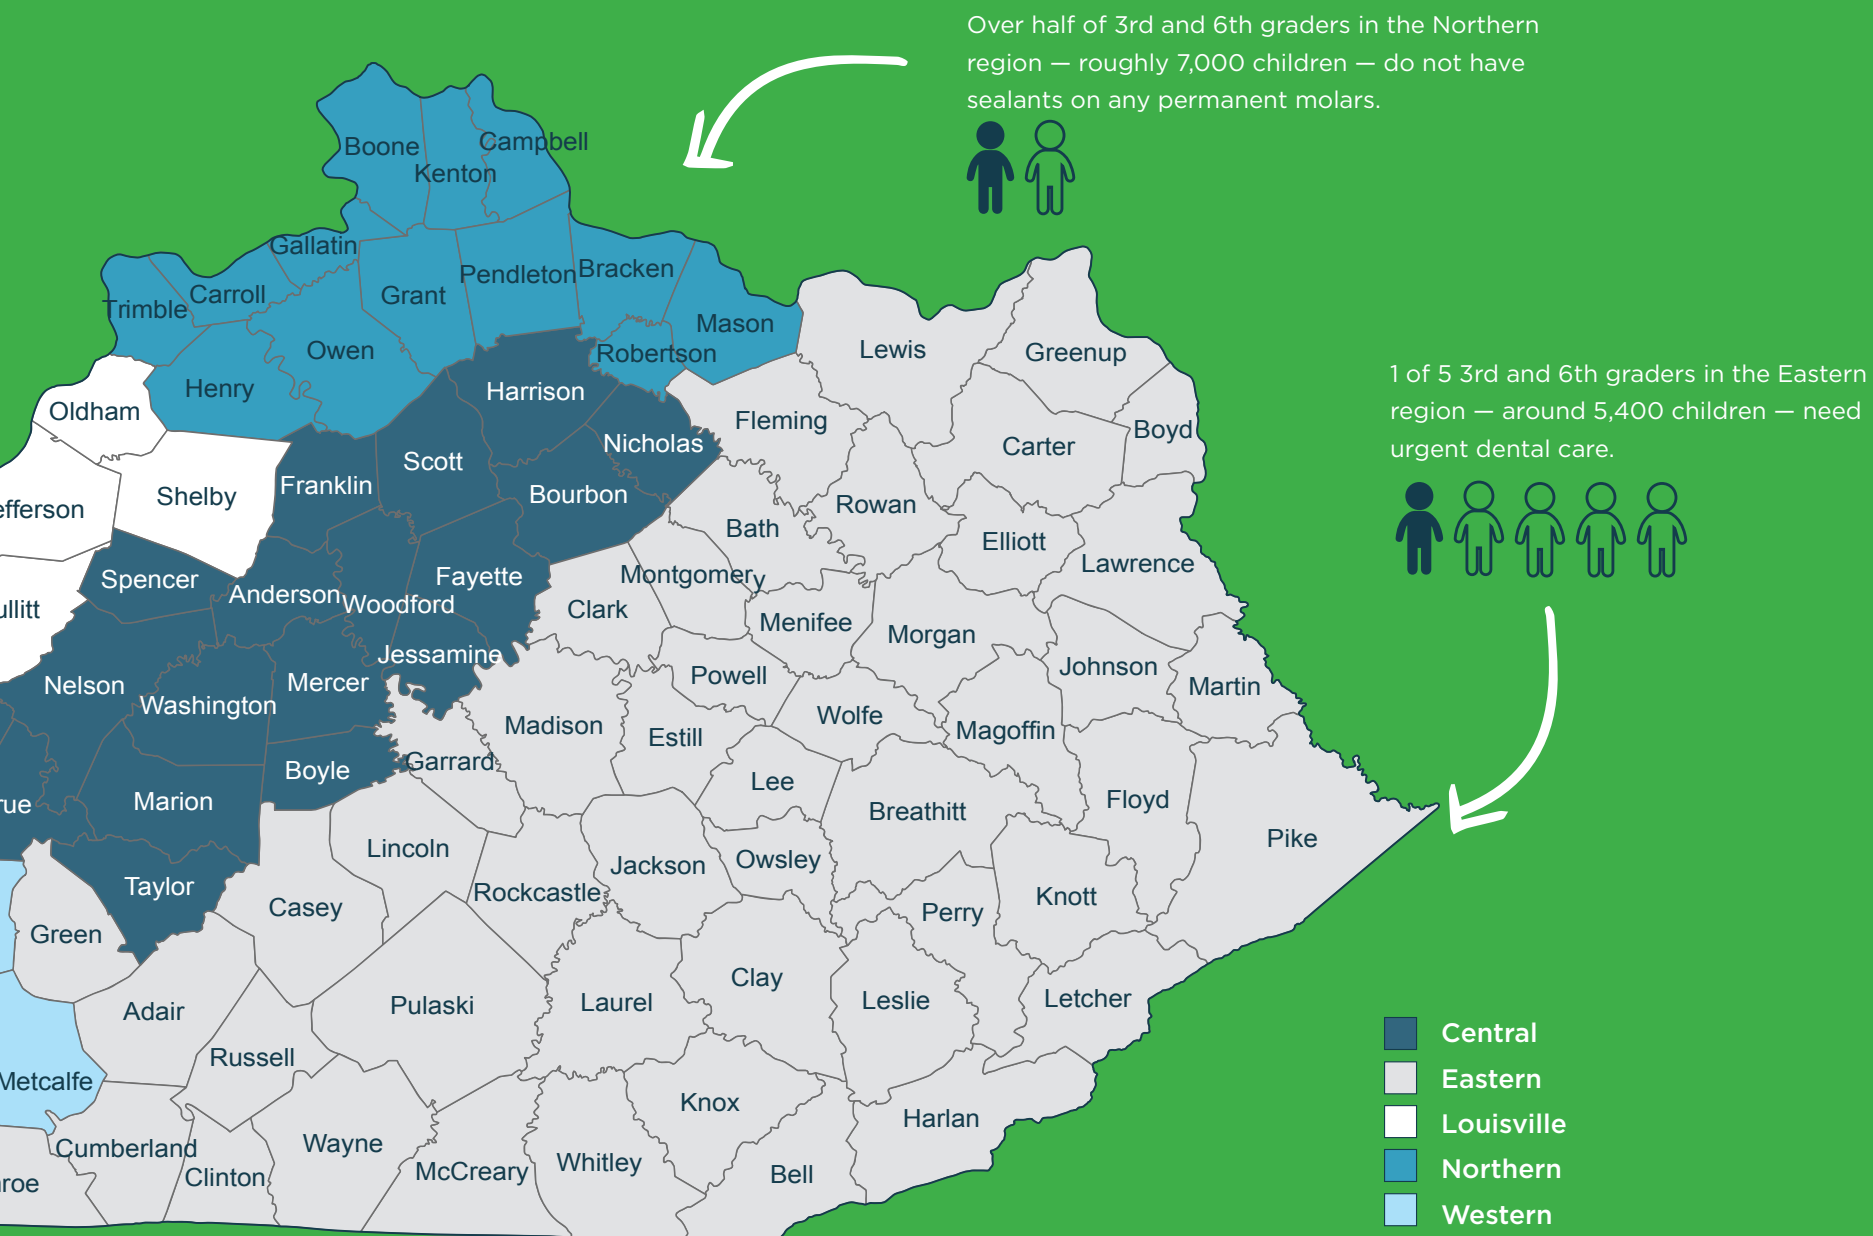 Over half of 3rd and 6th graders in the Northern
region — roughly 7,000 children — do not have
sealants on any permanent molars.
Boone
Campbell
Kenton
Gallatin
Pendleton
Bracken
Carroll
Grant
Trimble
Mason
Owen
Robertson
Lewis
Greenup
Henry
Harrison
Oldham
Fleming
Boyd
Nicholas
Carter
Scott
Franklin
Shelby
Bourbon
Rowan
efferson
Bath
Elliott
Lawrence
Spencer
Fayette
Montgomery
Anderson
Woodford
Clark
ullitt
Menifee
Morgan
Jessamine
Johnson
Powell
Nelson
Mercer
Martin
Washington
Wolfe
Madison
Magoffin
Estill
Garrard
Boyle
Lee
Marion
rue
Floyd
Breathitt
Pike
Lincoln
Owsley
Jackson
Taylor
Rockcastle
Knott
Casey
Perry
Green
Clay
Letcher
Leslie
Laurel
Pulaski
Adair
Russell
Metcalfe
Knox
Harlan
Wayne
Cumberland
Whitley
McCreary
Bell
Clinton
roe
1 of 5 3rd and 6th graders in the Eastern
region — around 5,400 children — need
urgent dental care.
Central
Eastern
Louisville
Northern
Western